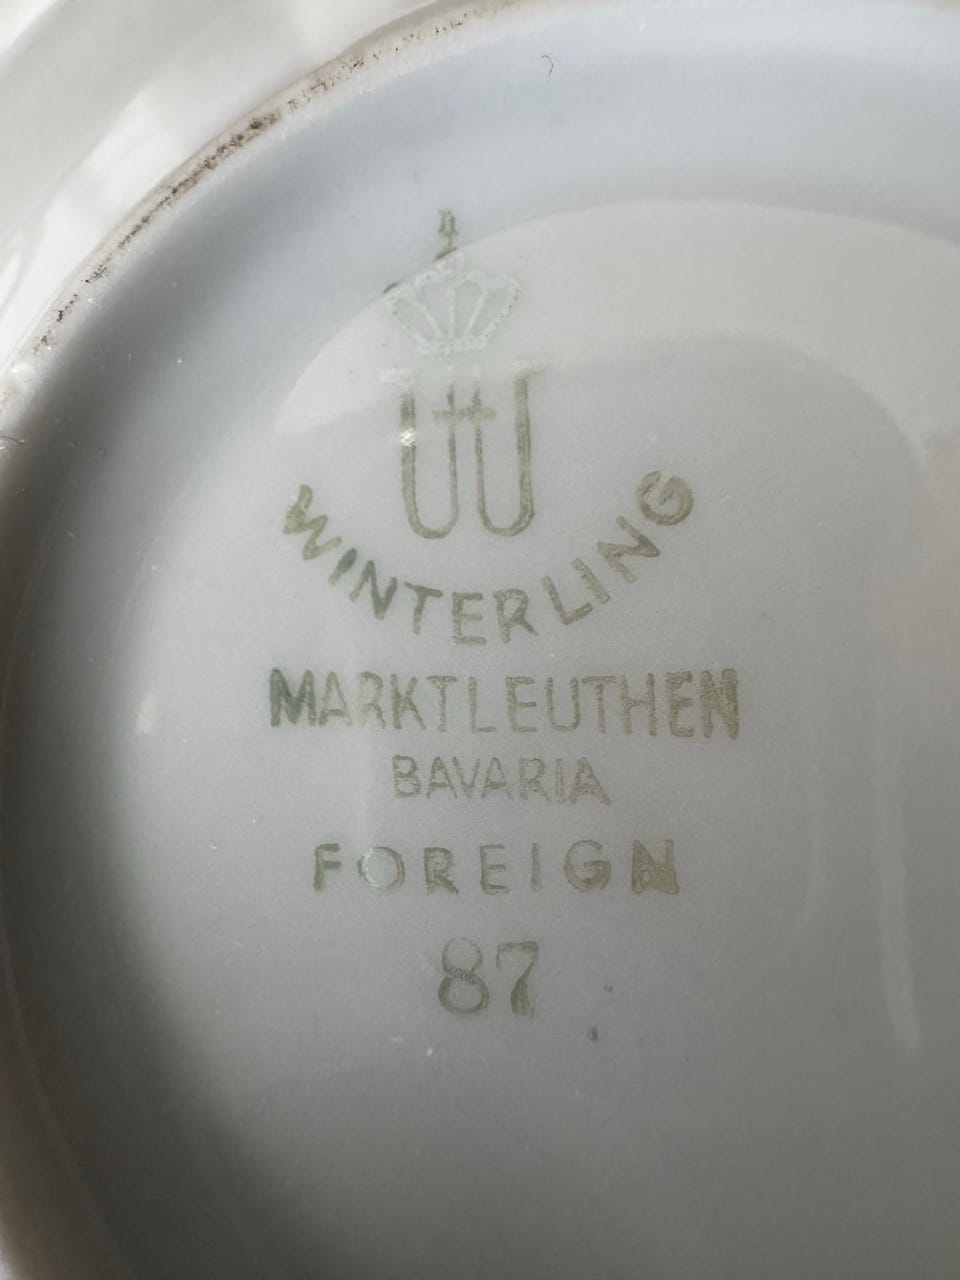 W
WINTERLING
MARKTLEUTHEN
BAVARIA
FOREIGN
87